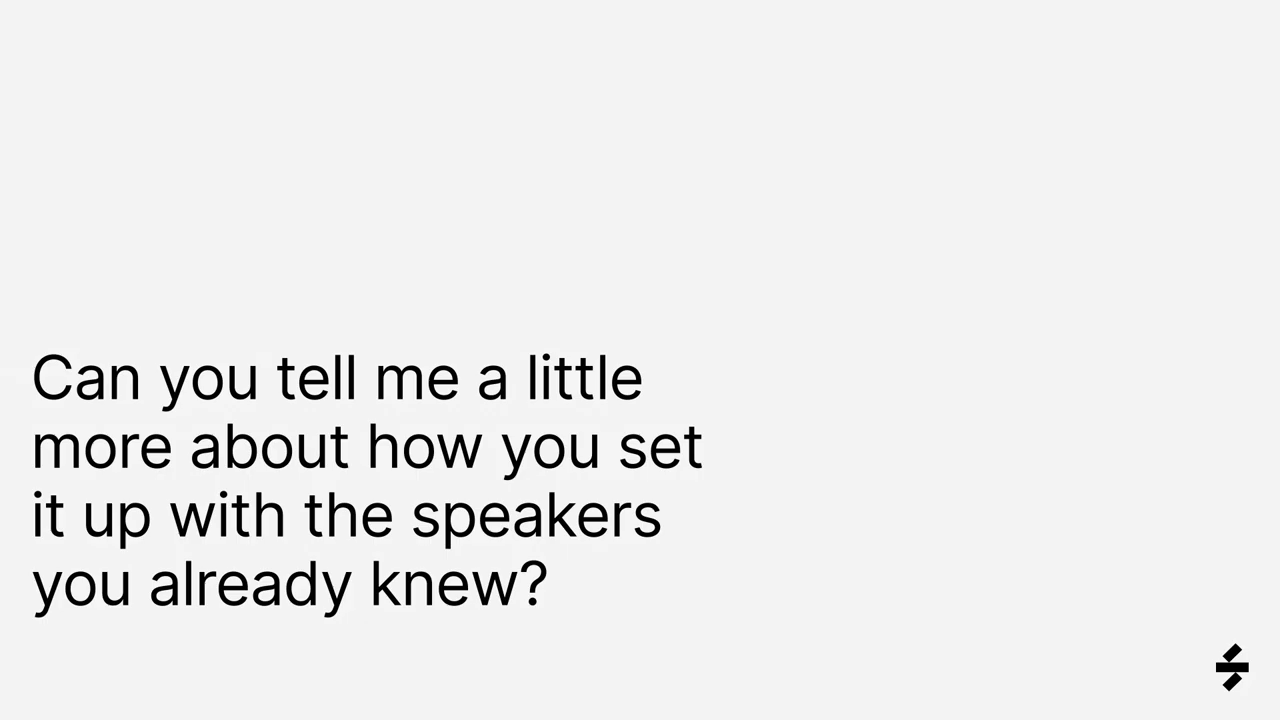 Can you tell me a little
more about how you set
it up with the speakers
you already knew?